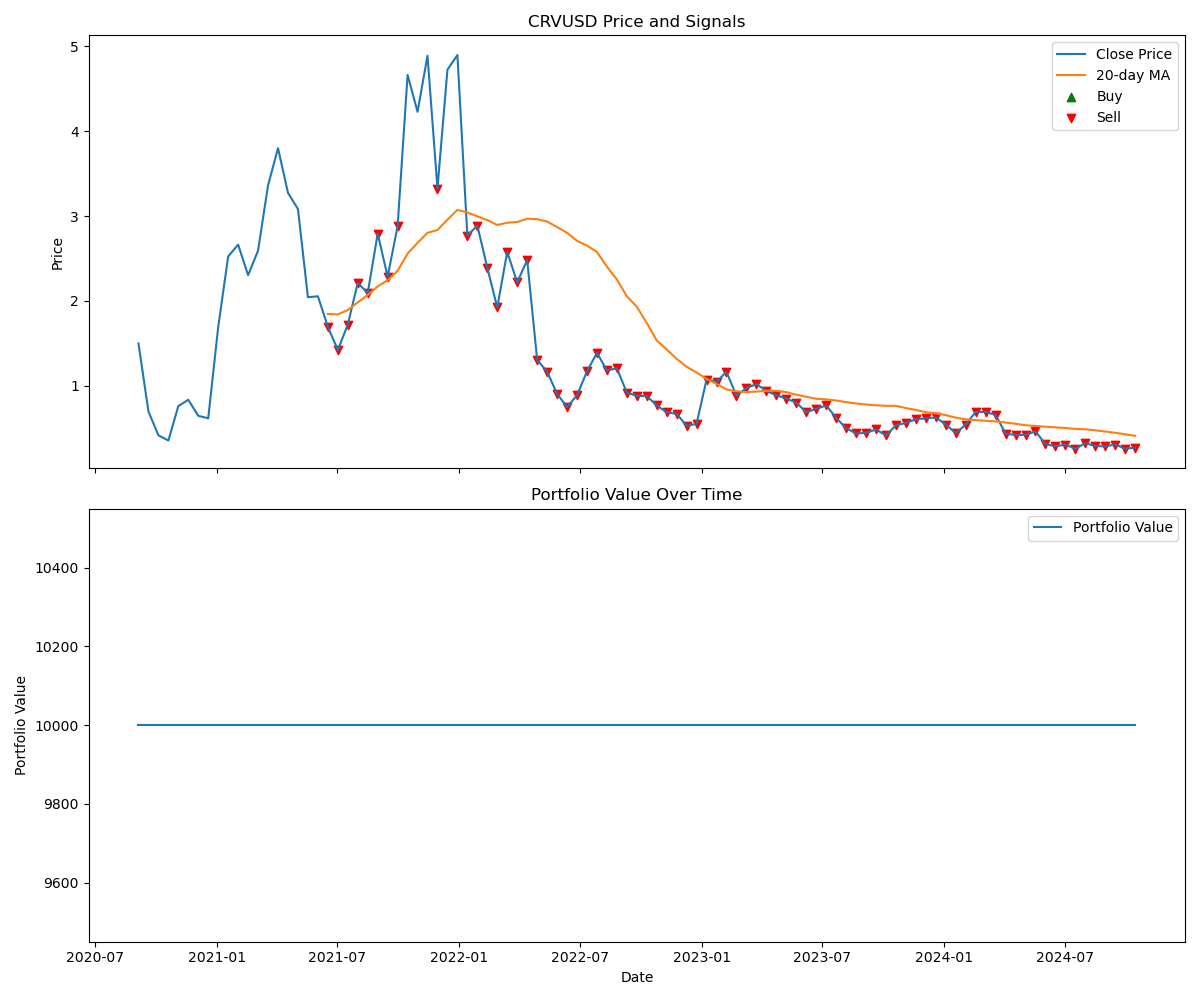 CRVUSD Price and Signals
Price
5
4
3
2
1
Close Price
20-day MA
Buy
Sell
Portfolio Value Over Time
Portfolio Value
10400
10200
10000
9800
9600
Portfolio Value
2020-07 2021-01 2021-07 2022-01 2022-07 2023-01 2023-07 2024-01 2024-07
Date